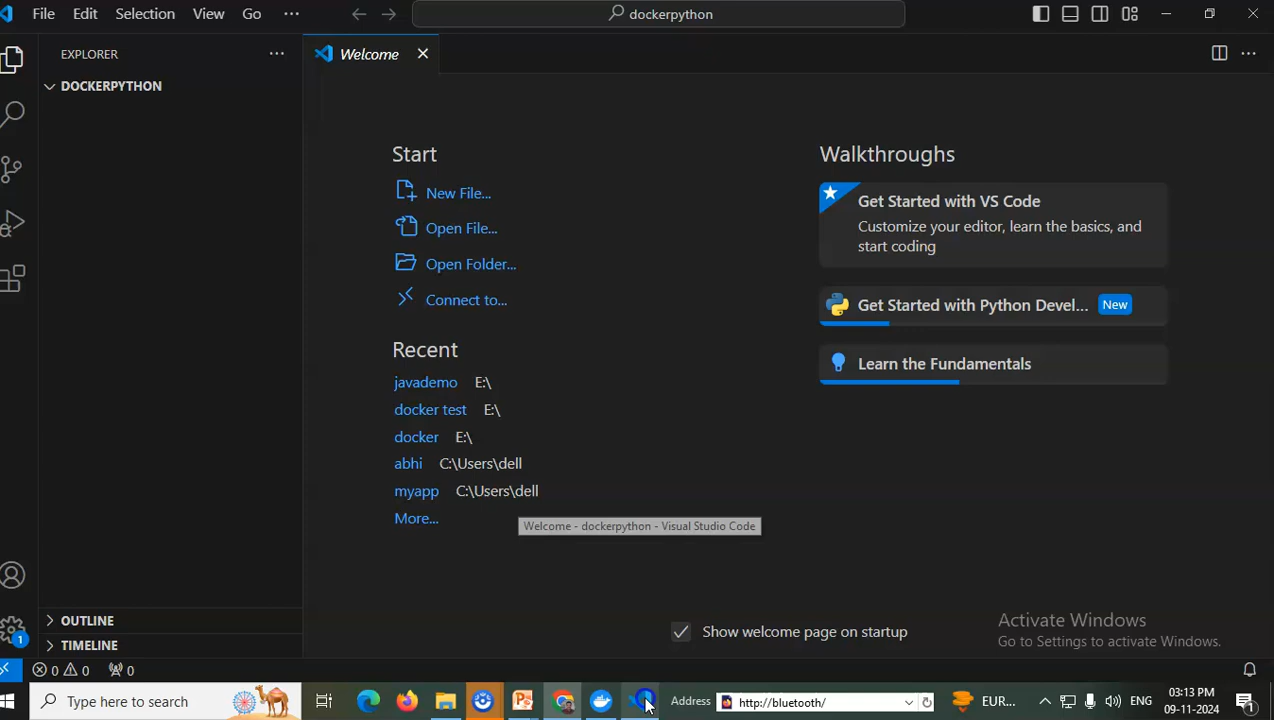 File Edit Selection View Go ··· dockerpython
EXPLORER ···
DOCKERPYTHON
Welcome
Start
New File...
Open File...
Open Folder...
Connect to...
Recent
javademo E:\
docker test E:\
docker E:\
abhi C:\Users\dell
myapp C:\Users\dell
More...
Walkthroughs
Get Started with VS Code
Customize your editor, learn the basics, and
start coding
Get Started with Python Devel... New
Learn the Fundamentals
Welcome - dockerpython - Visual Studio Code
Show welcome page on startup
Activate Windows
Go to Settings to activate Windows.
OUTLINE
TIMELINE
1
0 0 0
Type here to search
Address http://bluetooth/
EUR...
ENG
03:13 PM
09-11-2024
1